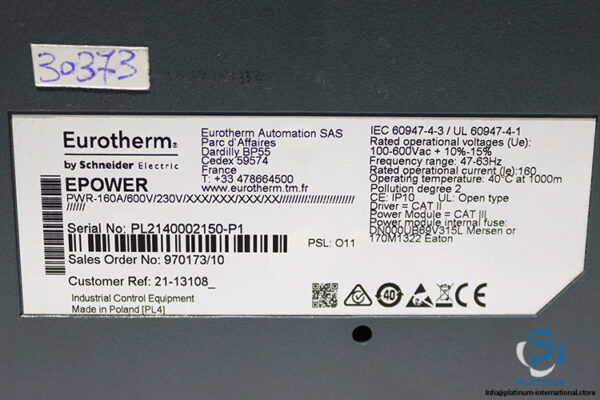 30373
Eurotherm®
by Schneider Electric
EPOWER
PWR-160A/600V/230V/XXX/XXX/XXX/XX//////////////////////
//////
Serial No: PL2140002150-P1
Sales Order No: 970173/10
Customer Ref: 21-13108_
Industrial Control Equipment
Made in Poland [PL4]
Eurotherm Automation SAS
Parc d'Affaires
Dardilly BP55
Cedex 59574
France
T: +33 478664500
www.eurotherm.tm.fr
PSL: O11
IEC 60947-4-3 / UL 60947-4-1
Rated operational voltages (Ue):
100-600Vac + 10%-15%
Frequency range: 47-63Hz
Rated operational current (Ie):160
Operating temperature: 40°C at 1000m
Pollution degree 2
CE: IP10 UL: Open type
Driver = CAT II
Power Module = CAT III
Power module internal fuse:
DN000UB69V315L Mersen or
170M1322 Eaton
40
CE
PLATINUM
info@platinum-international.store